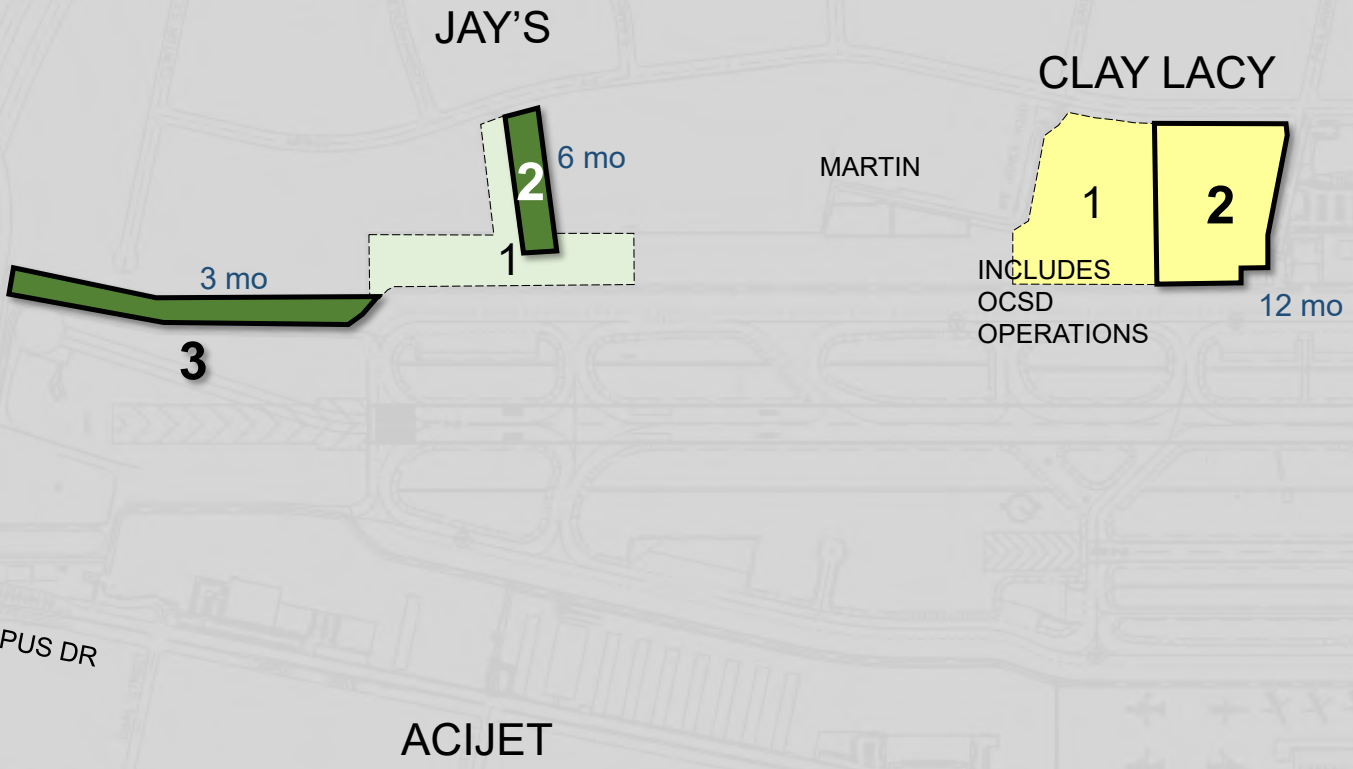 JAY’S
CLAY LACY
2
6 mo
MARTIN
1
2
1
INCLUDES
OCSD
OPERATIONS
3 mo
12 mo
3
PUS DR
ACIJET